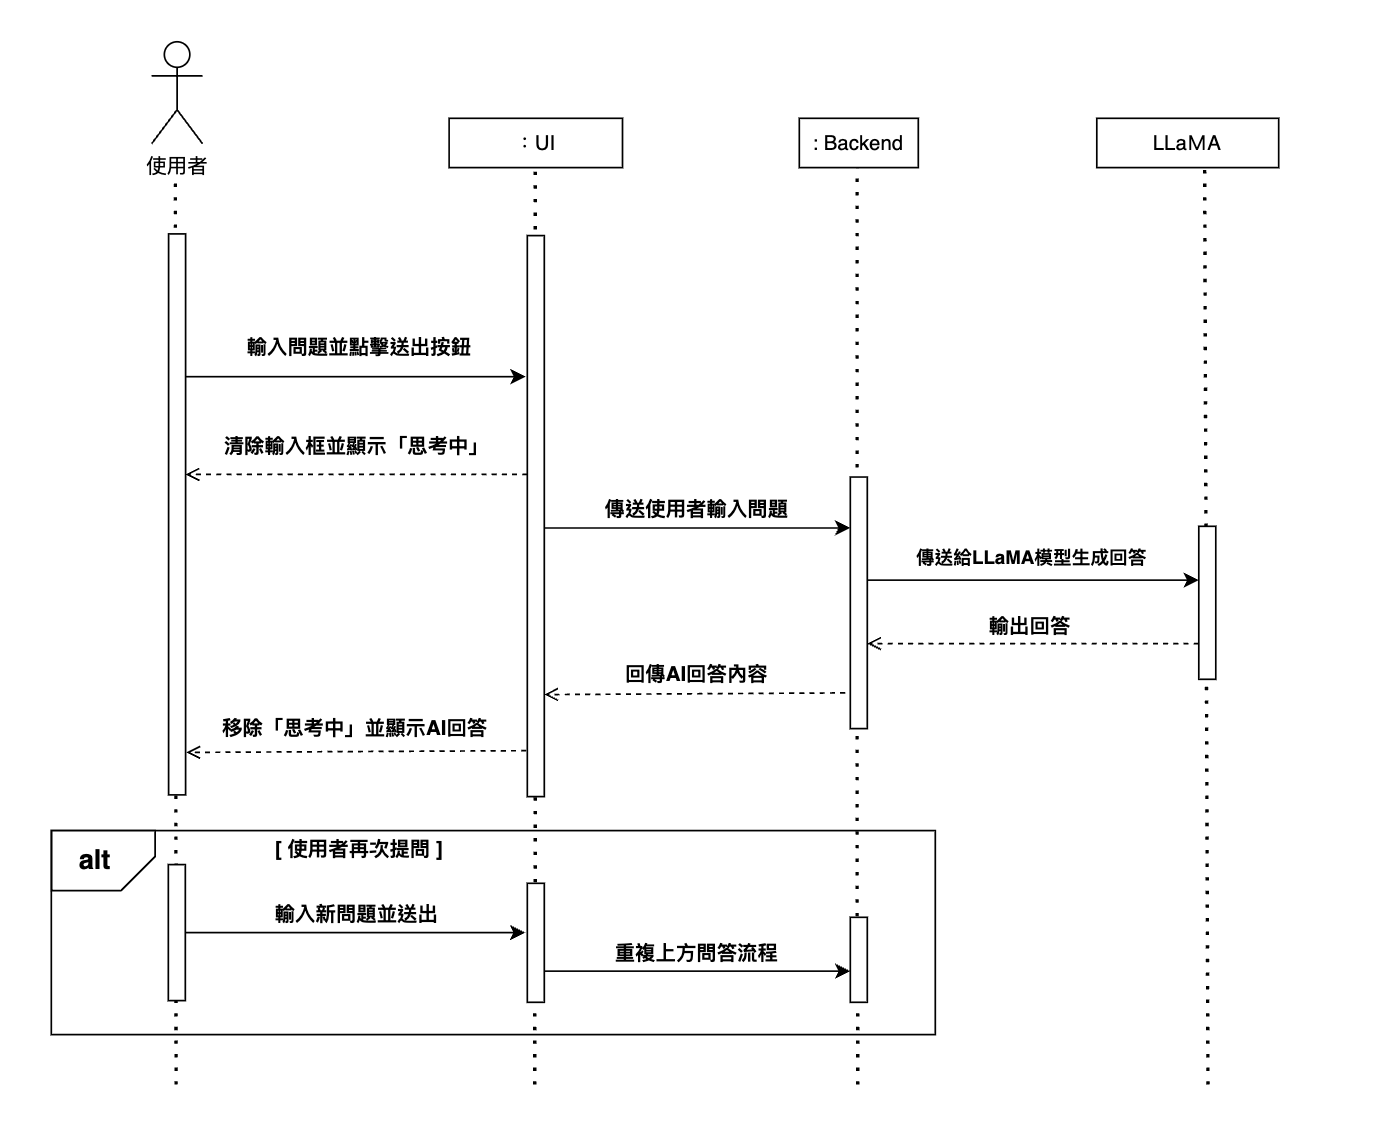 使用者
: UI
: Backend
LLaMA
輸入問題並點擊送出按鈕
清除輸入框並顯示「思考中」
傳送使用者輸入問題
傳送給LLaMA模型生成回答
輸出回答
回傳AI回答內容
移除「思考中」並顯示AI回答
alt
[ 使用者再次提問 ]
輸入新問題並送出
重複上方問答流程